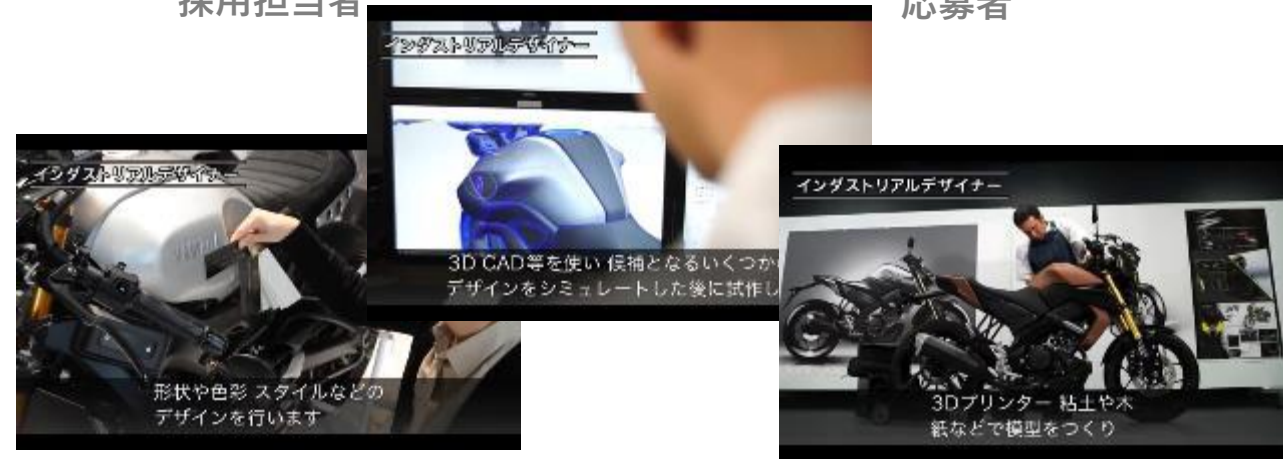 採用担当者
応募者
インダストリアルデザイナー
3D CAD等を使い 候補となるいくつか
デザインをシミュレートした後に試作し
インダストリアルデザイナー
形状や色彩 スタイルなどの
デザインを行います
インダストリアルデザイナー
3Dプリンター 粘土や木
紙などで模型をつくり